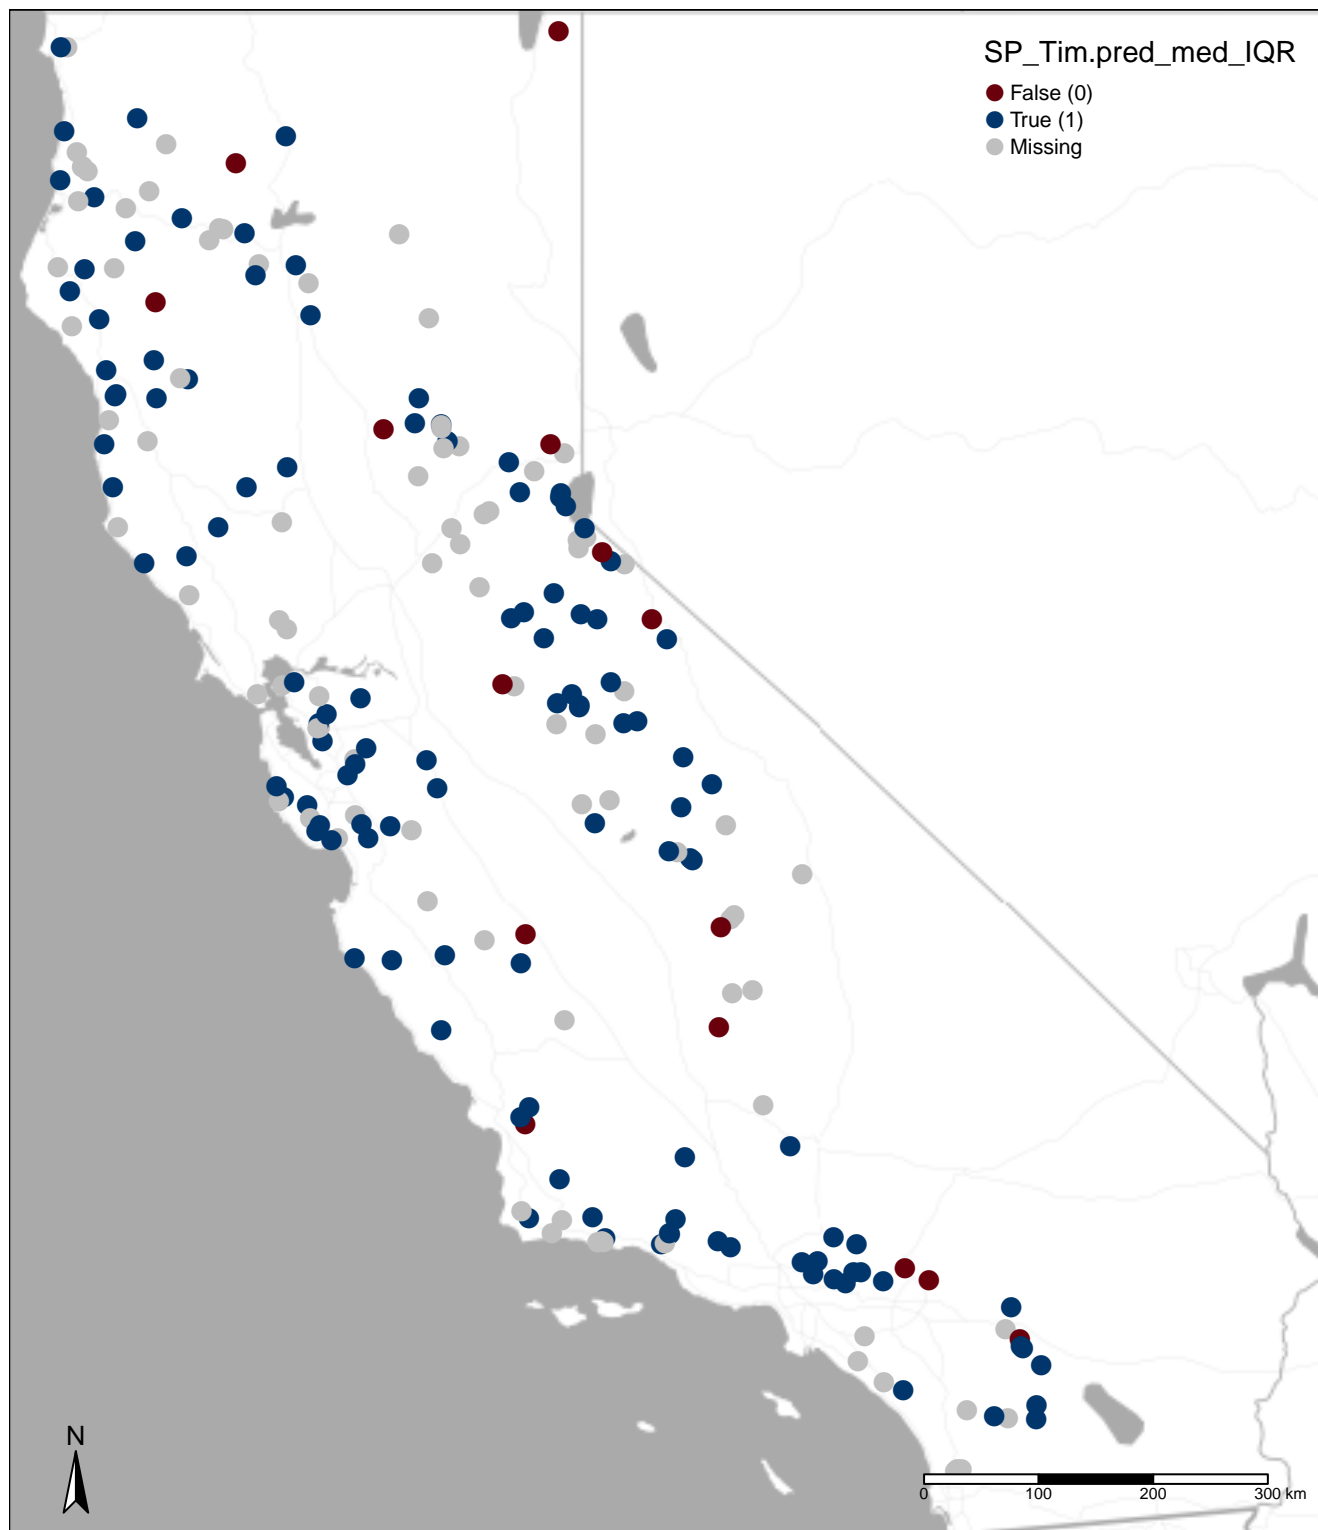 SP_Tim.pred_med_IQR
False (0)
True (1)
Missing
N
0 100 200 300 km